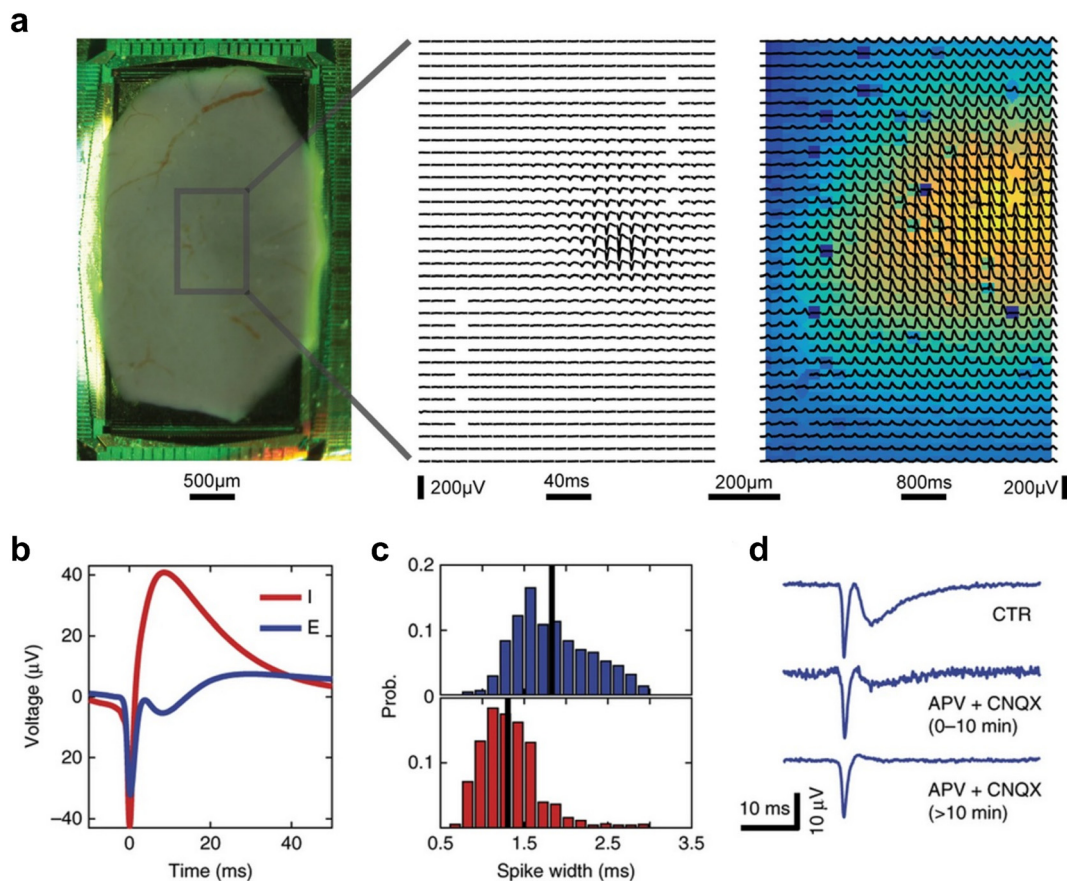 a
500μm
200μV
40ms
200μm
800ms
200μV
b
40
20
0
20
−40
0
20
40
Voltage (μV)
Time (ms)
I
E
c
0.2
0.1
0
0.1
Prob.
0.5
1.5
2.5
3.5
Spike width (ms)
d
CTR
APV + CNQX
(0–10 min)
APV + CNQX
(>10 min)
10 ms
10 μV